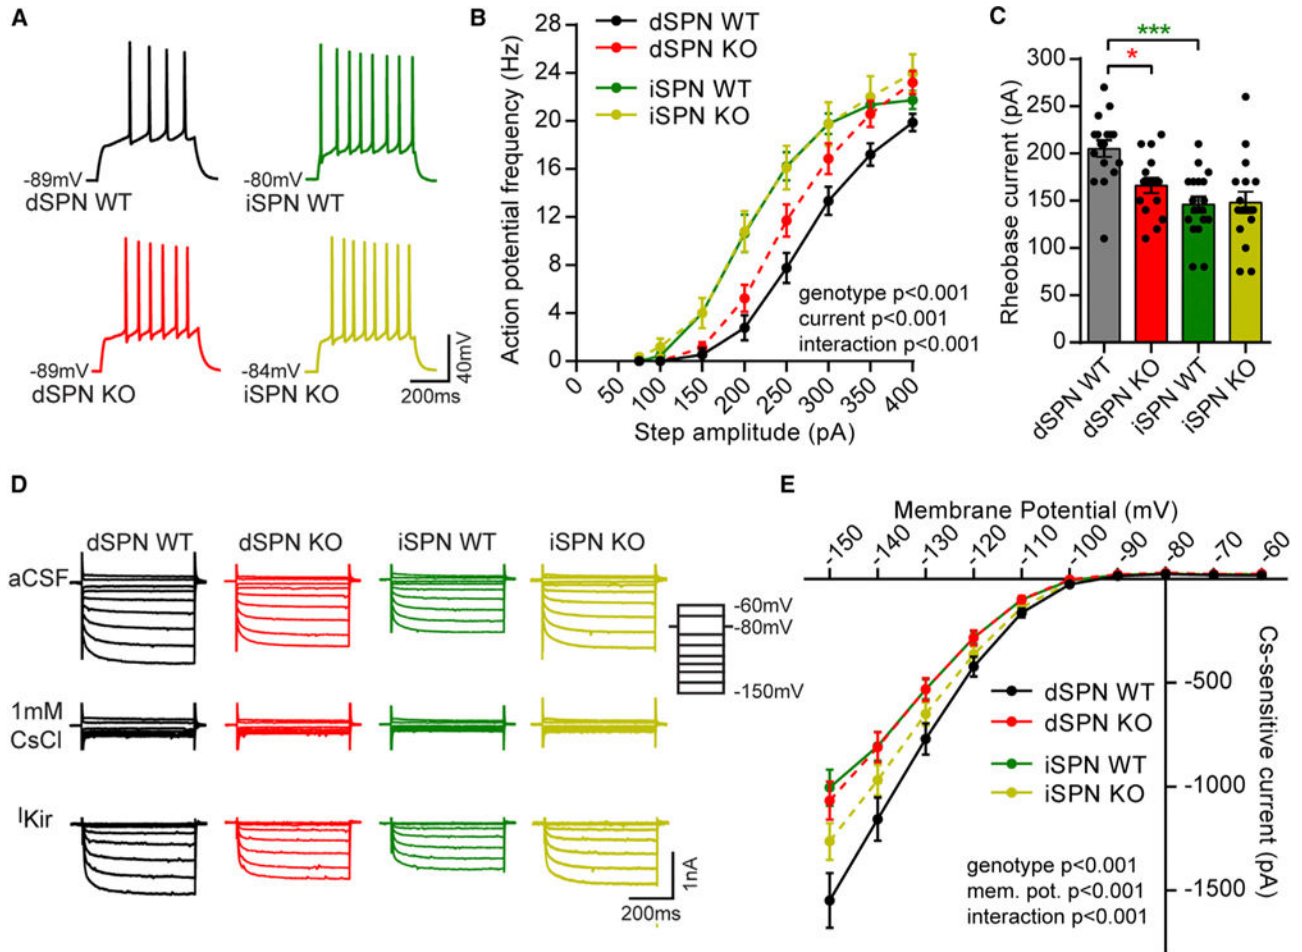 A
-89mV
dSPN WT
-80mV
iSPN WT
-89mV
dSPN KO
-84mV
iSPN KO
40mV
200ms
B
Action potential frequency (Hz)
28
24
20
16
12
8
4
0
0
50
100
150
200
250
300
350
400
Step amplitude (pA)
dSPN WT
dSPN KO
iSPN WT
iSPN KO
genotype p<0.001
current p<0.001
interaction p<0.001
C
***
*
Rheobase current (pA)
300
250
200
150
100
50
0
dSPN WT
dSPN KO
iSPN WT
iSPN KO
D
dSPN WT
dSPN KO
iSPN WT
iSPN KO
aCSF
-60mV
-80mV
-150mV
1mM
CsCl
IKir
1nA
200ms
E
Membrane Potential (mV)
-150
-140
-130
-120
-110
-100
-90
-80
-70
-60
Cs-sensitive current (pA)
-500
-1000
-1500
dSPN WT
dSPN KO
iSPN WT
iSPN KO
genotype p<0.001
mem. pot. p<0.001
interaction p<0.001